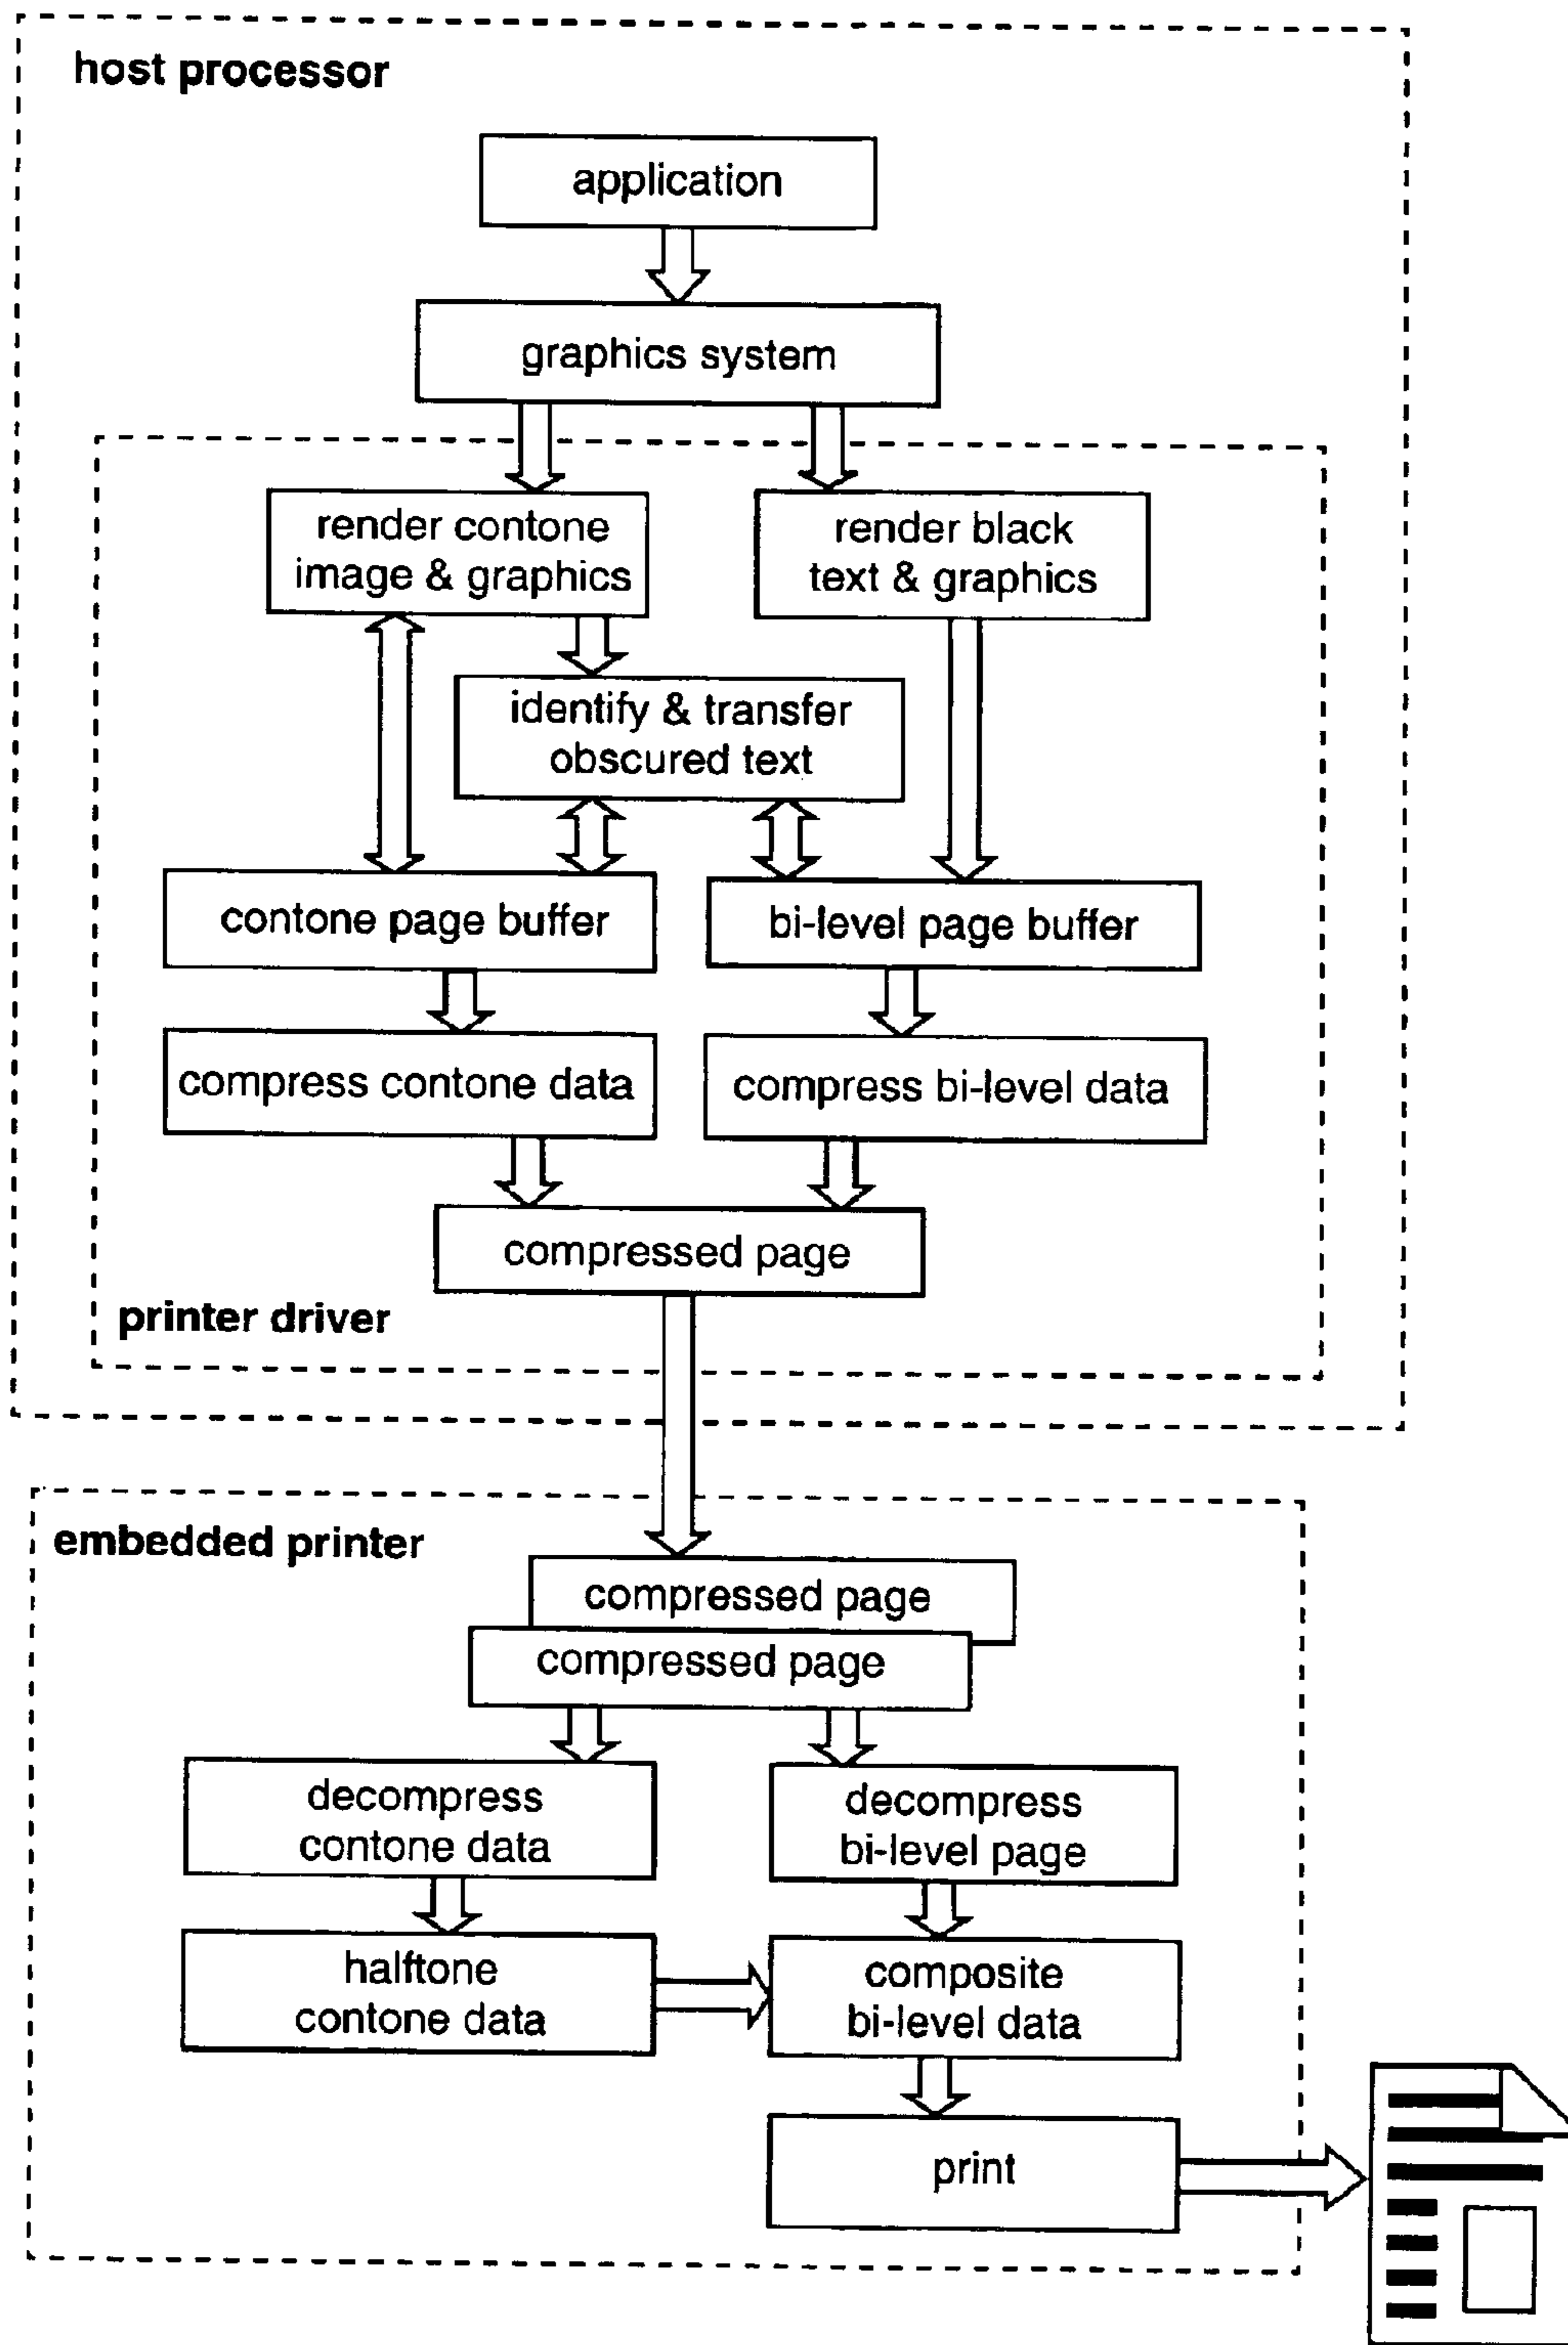 host processor
application
graphics system
render contone
image & graphics
render black
text & graphics
identify & transfer
obscured text
contone page buffer
bi-level page buffer
compress contone data
compress bi-level data
compressed page
printer driver
embedded printer
compressed page
compressed page
decompress
contone data
decompress
bi-level page
halftone
contone data
composite
bi-level data
print